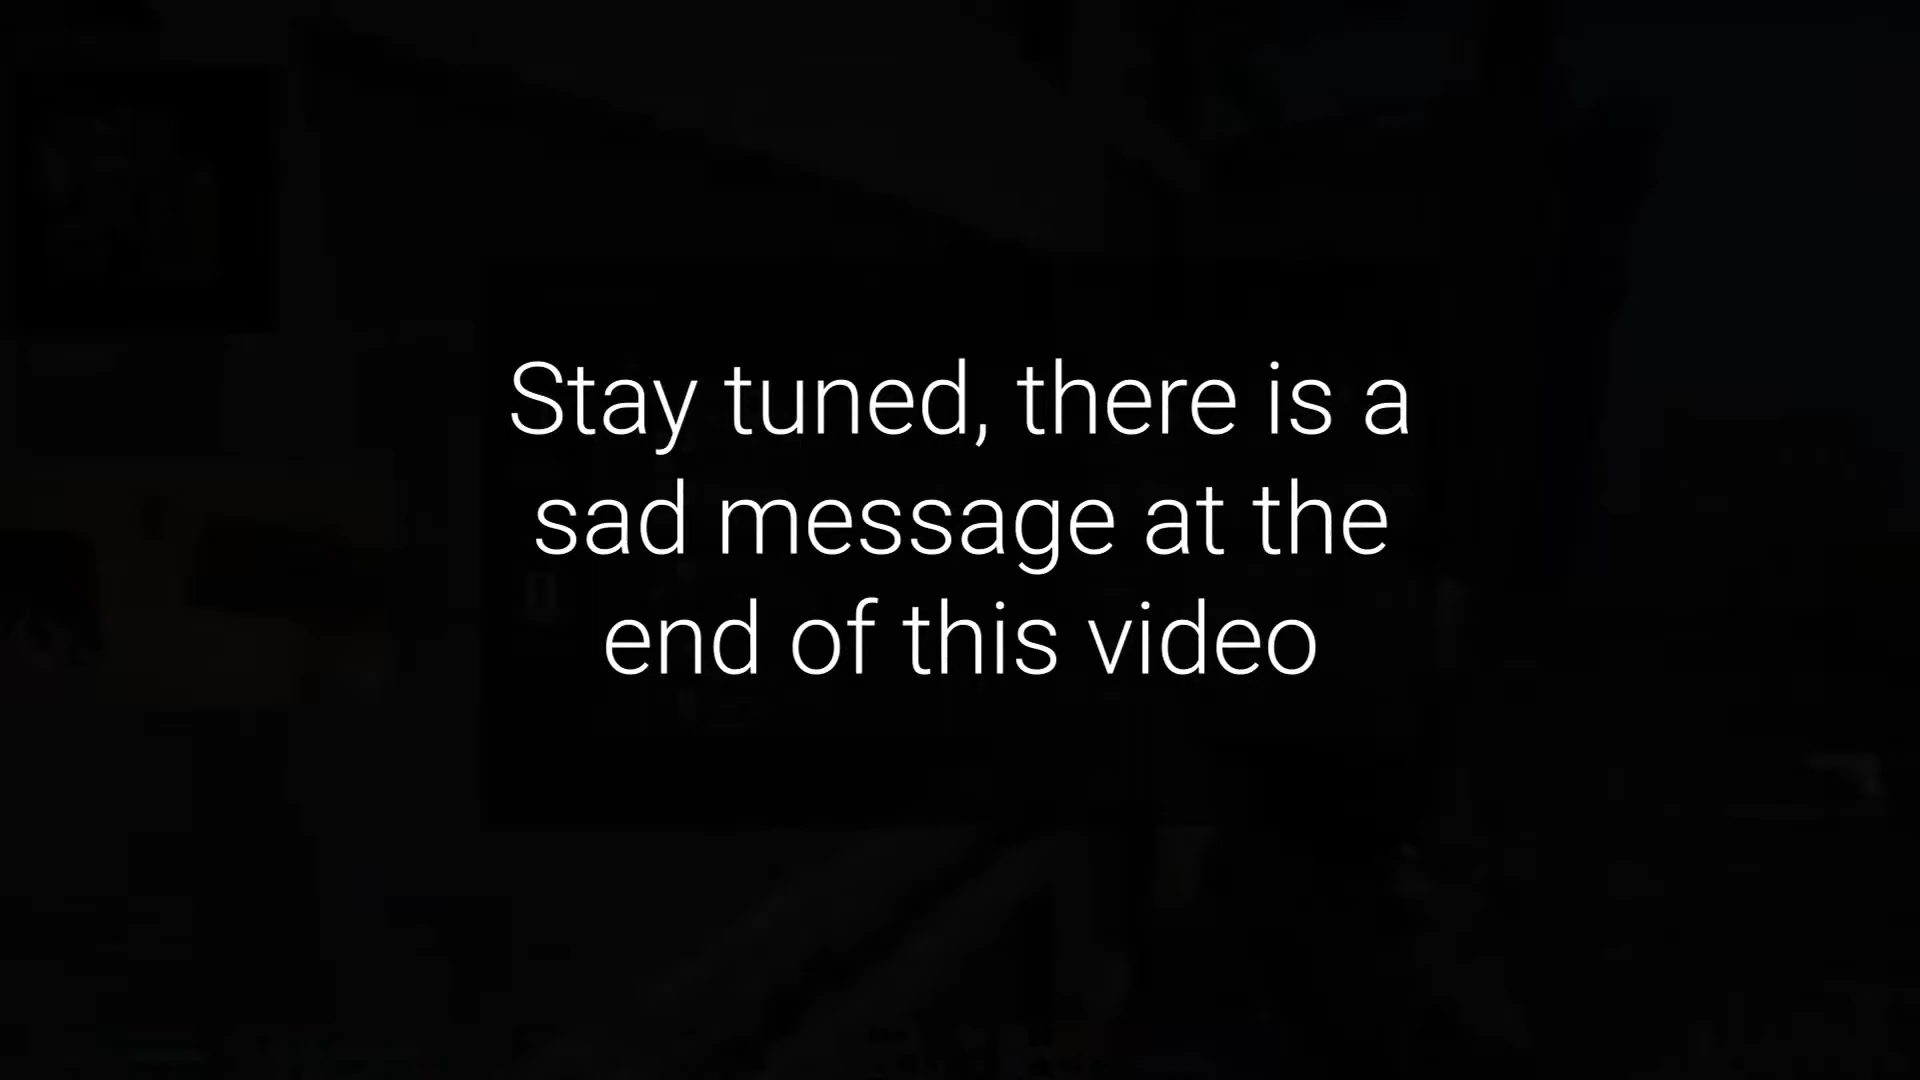 Stay tuned, there is a
sad message at the
end of this video